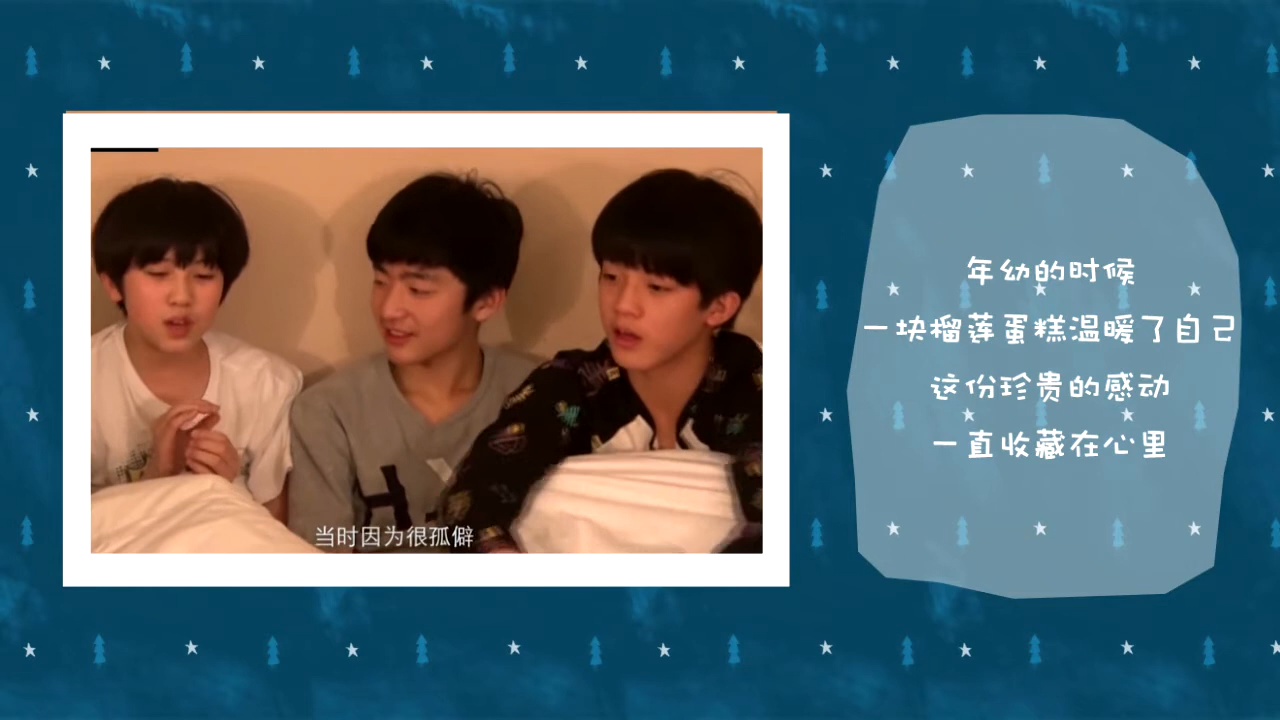 当时因为很孤僻
年幼的时候
一块榴莲蛋糕温暖了自己
这份珍贵的感动
一直收藏在心里